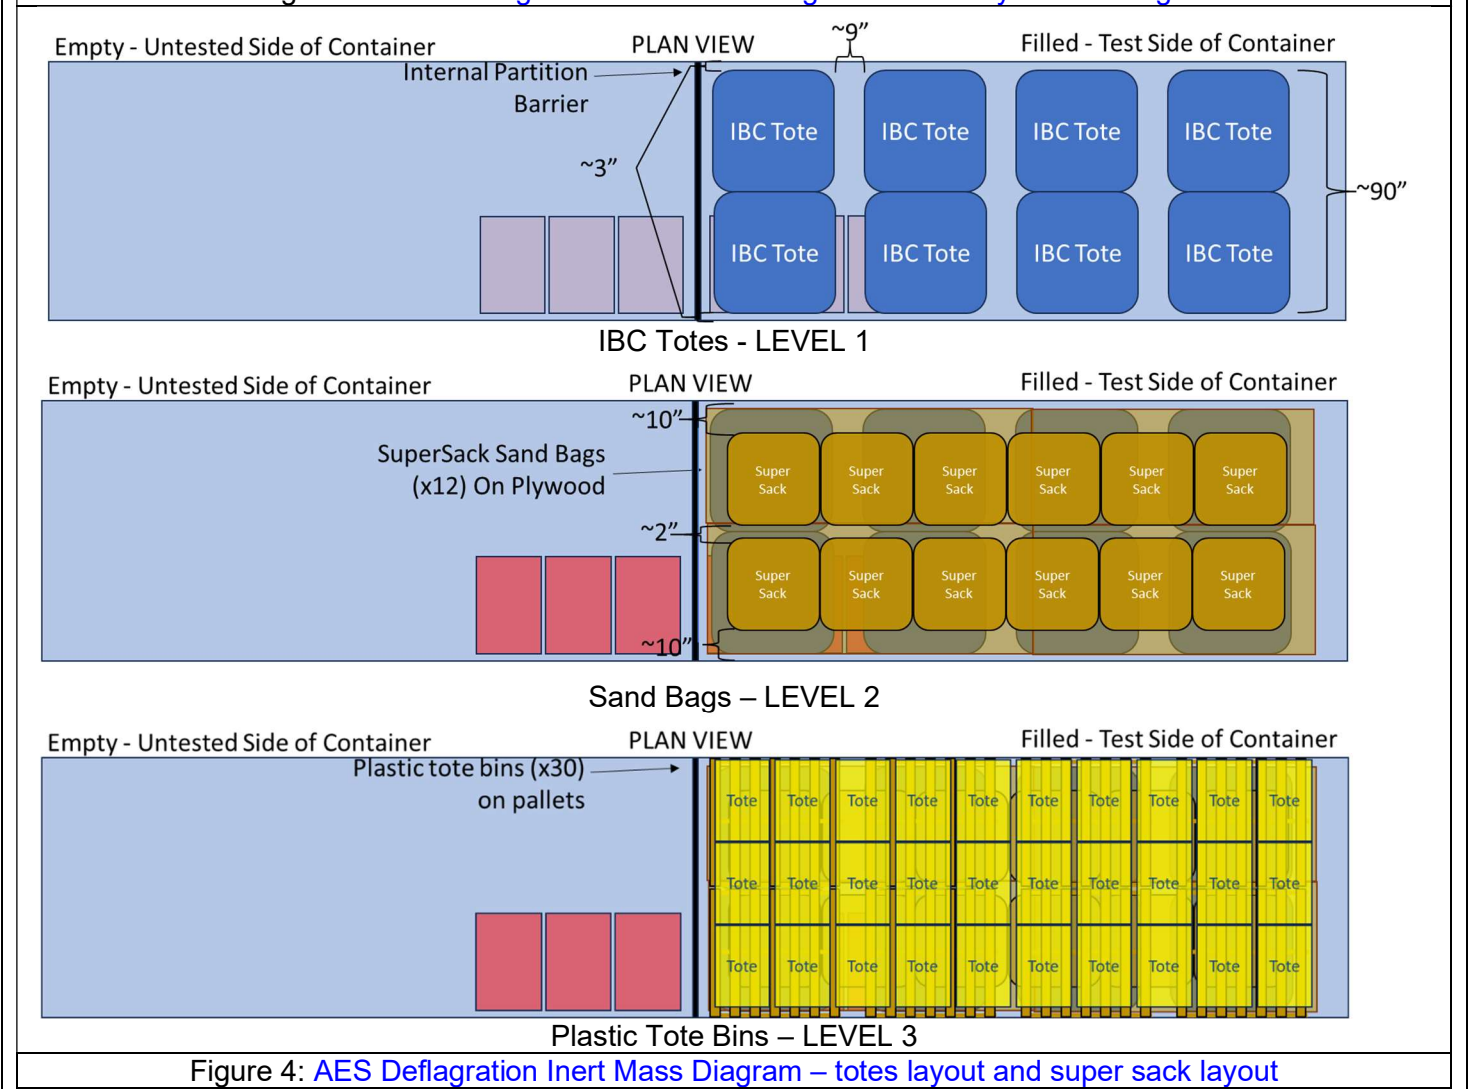 Empty - Untested Side of Container
PLAN VIEW
~9”
Filled - Test Side of Container
Internal Partition
Barrier
~3”
IBC Tote IBC Tote IBC Tote IBC Tote
~90”
IBC Tote IBC Tote IBC Tote IBC Tote
IBC Totes - LEVEL 1
Empty - Untested Side of Container
PLAN VIEW
Filled - Test Side of Container
~10”
SuperSack Sand Bags
(x12) On Plywood
Super Super Super Super Super Super
Sack Sack Sack Sack Sack Sack
~2”
Super Super Super Super Super Super
Sack Sack Sack Sack Sack Sack
~10”
Sand Bags – LEVEL 2
Empty - Untested Side of Container
PLAN VIEW
Filled - Test Side of Container
Plastic tote bins (x30)
on pallets
Tote Tote Tote Tote Tote Tote Tote Tote Tote Tote
Tote Tote Tote Tote Tote Tote Tote Tote Tote Tote
Tote Tote Tote Tote Tote Tote Tote Tote Tote Tote
Plastic Tote Bins – LEVEL 3
Figure 4: AES Deflagration Inert Mass Diagram – totes layout and super sack layout